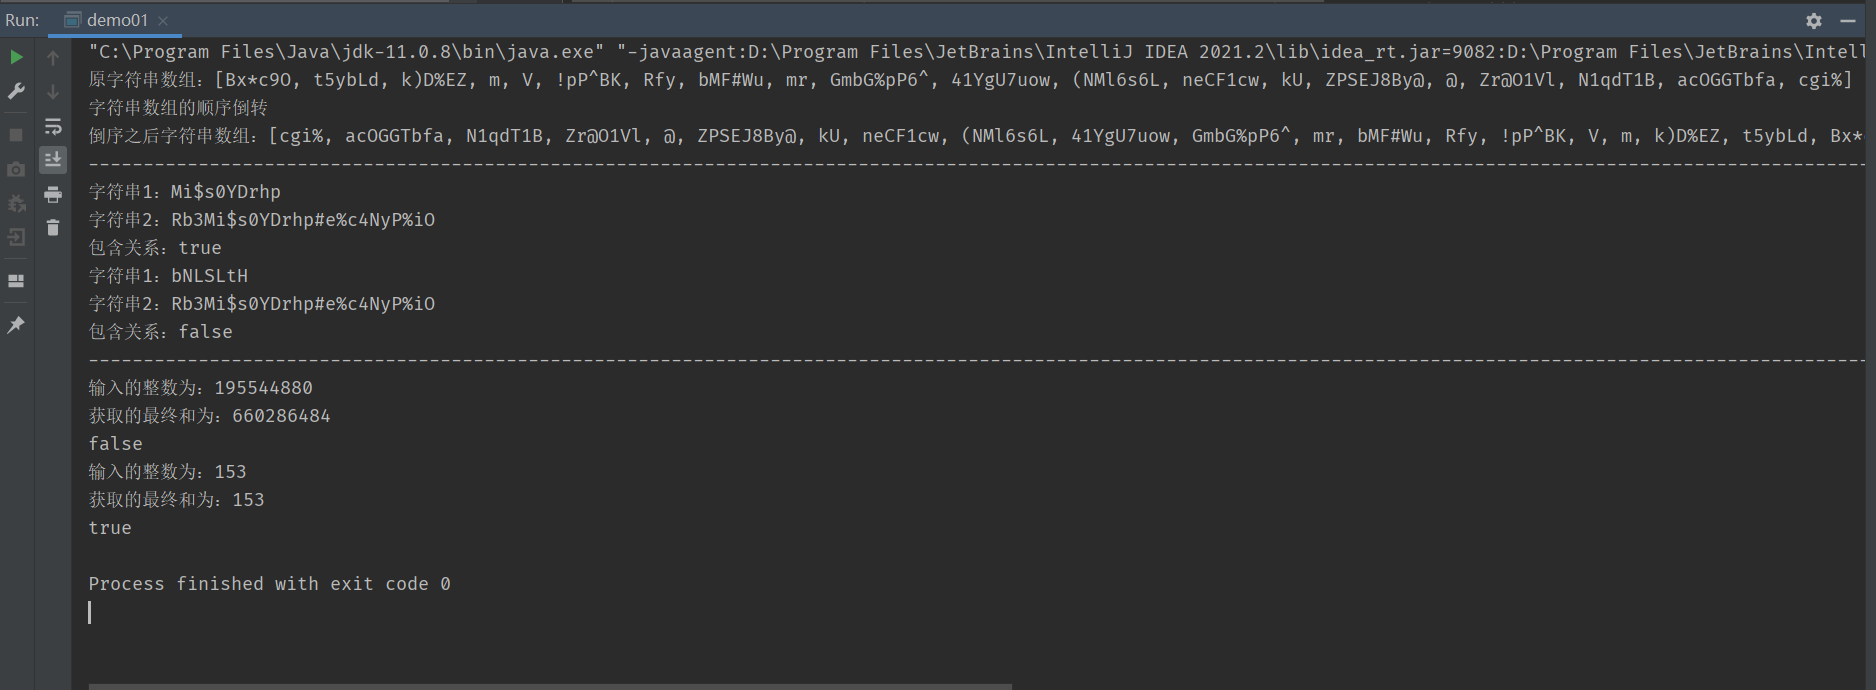 Run: demo01
"C:\Program Files\Java\jdk-11.0.8\bin\java.exe" "-javaagent:D:\Program Files\JetBrains\IntelliJ IDEA 2021.2\lib\idea_rt.jar=9082:D:\Program Files\JetBrains\Intell
原字符串数组：[Bx*c9O, t5ybLd, k)D%EZ, m, V, !pP^BK, Rfy, bMF#Wu, mr, GmbG%pP6^, 41YgU7uow, (NMl6s6L, neCF1cw, kU, ZPSEJ8By@, @, Zr@O1Vl, N1qdT1B, acOGGTbfa, cgi%]
字符串数组的顺序倒转
倒序之后字符串数组：[cgi%, acOGGTbfa, N1qdT1B, Zr@O1Vl, @, ZPSEJ8By@, kU, neCF1cw, (NMl6s6L, 41YgU7uow, GmbG%pP6^, mr, bMF#Wu, Rfy, !pP^BK, V, m, k)D%EZ, t5ybLd, Bx*
字符串1：Mi$s0YDrhp
字符串2：Rb3Mi$s0YDrhp#e%c4NyP%iO
包含关系：true
字符串1：bNLSLtH
字符串2：Rb3Mi$s0YDrhp#e%c4NyP%iO
包含关系：false
输入的整数为：195544880
获取的最终和为：660286484
false
输入的整数为：153
获取的最终和为：153
true
Process finished with exit code 0